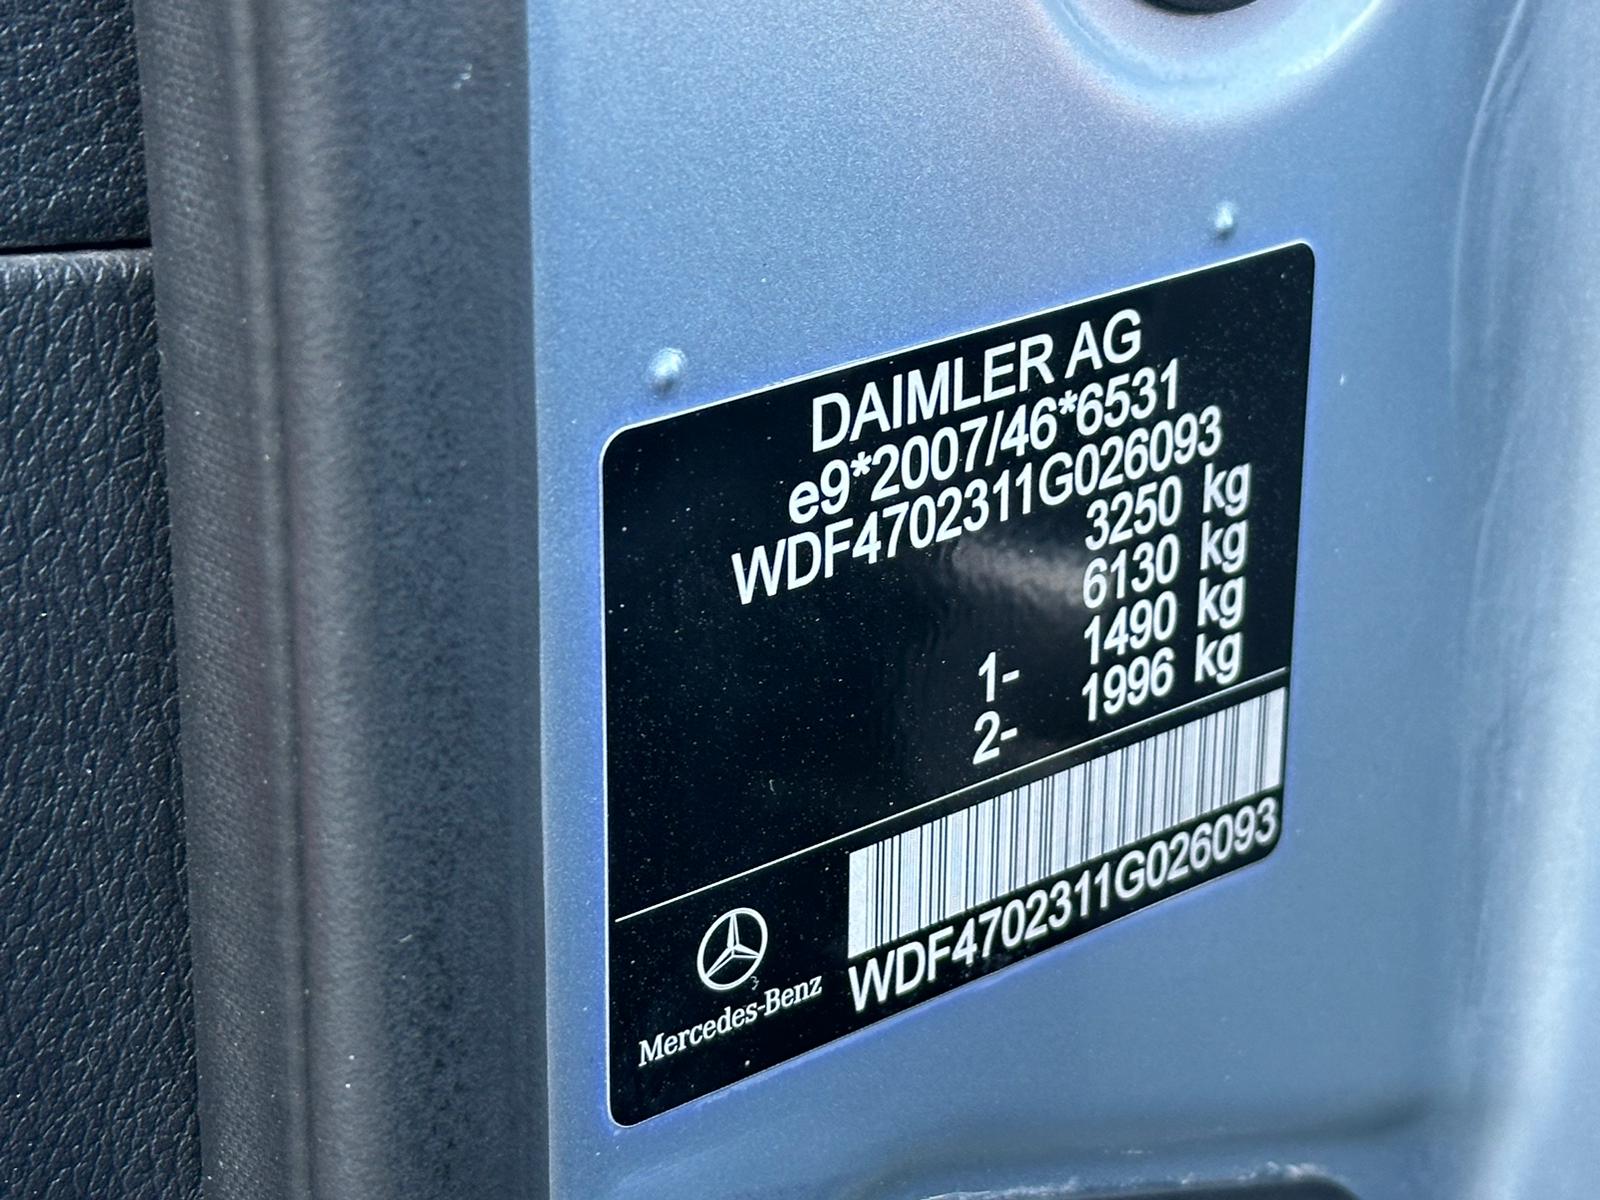 DAIMLER AG
e9*2007/46*6531
WDF4702311G026093
3250 kg
6130 kg
1- 1490 kg
2- 1996 kg
WDF4702311G026093
Mercedes-Benz